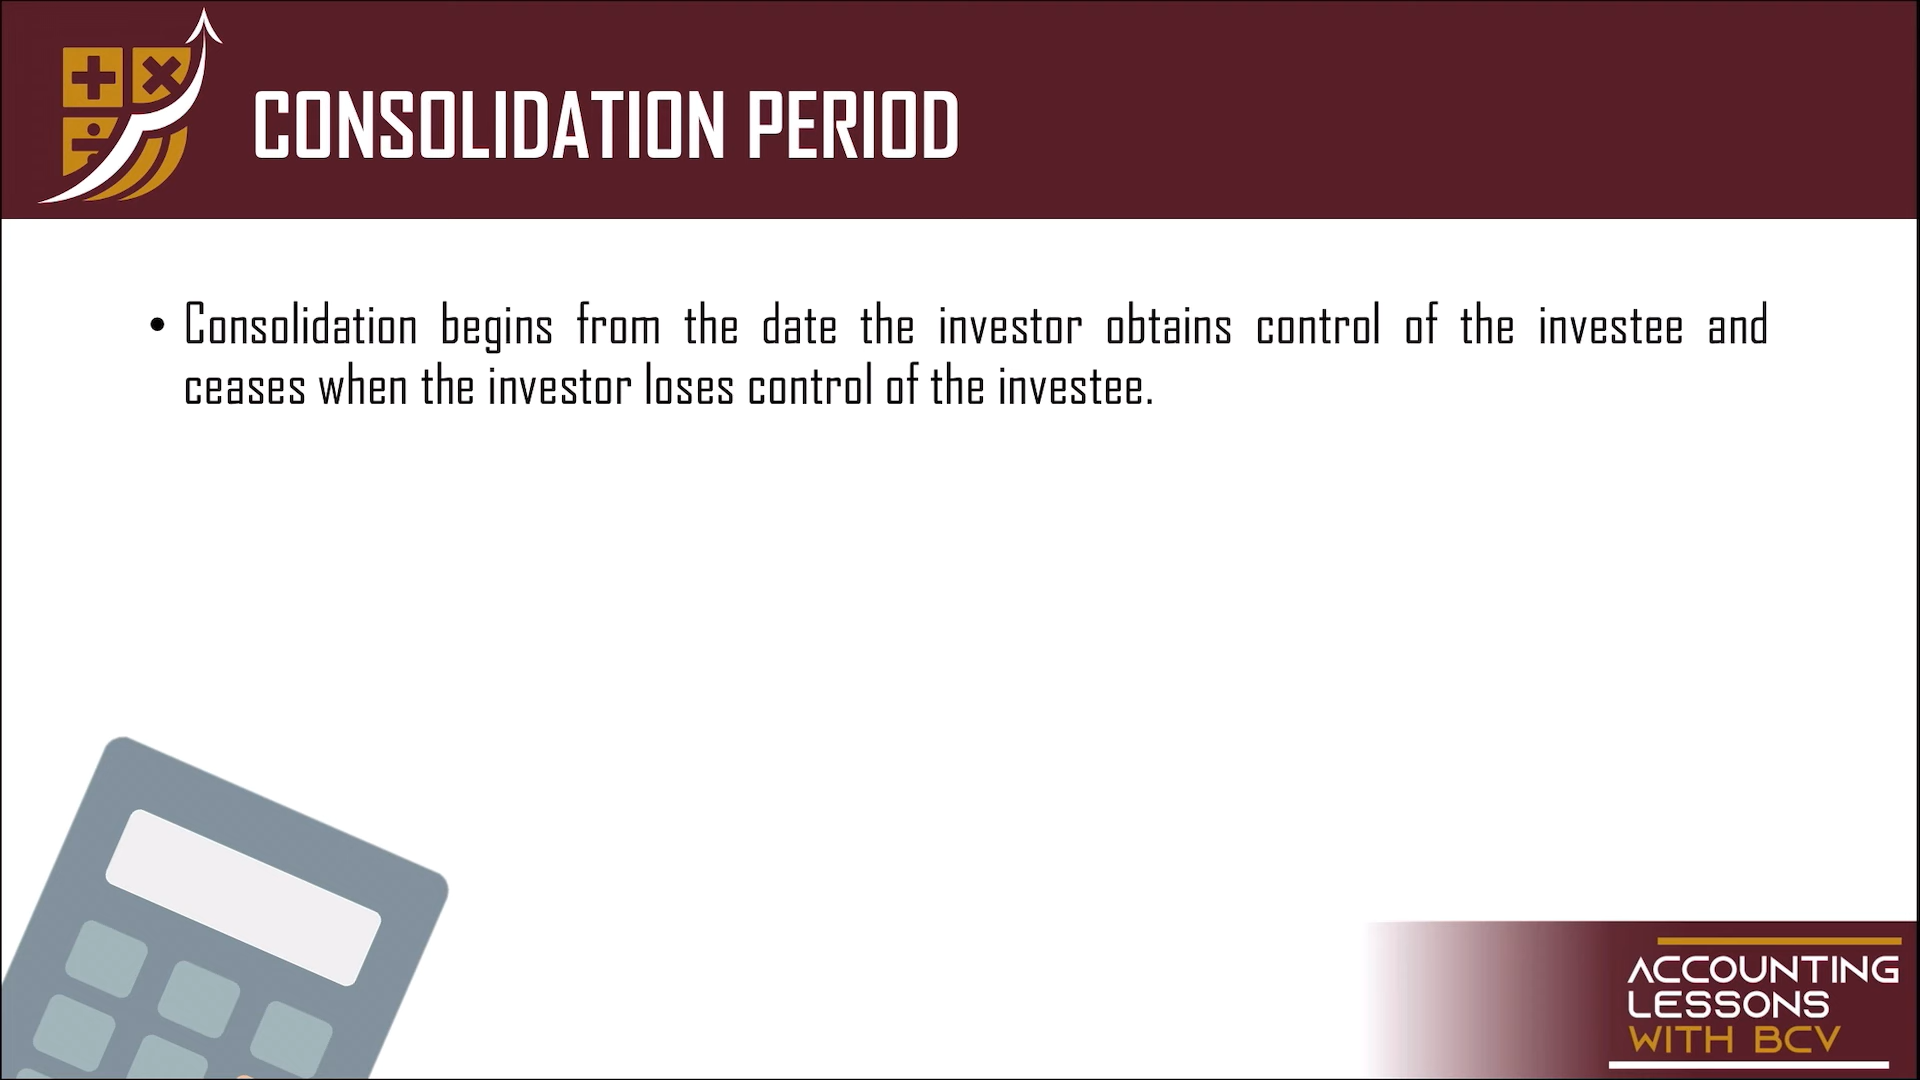 CONSOLIDATION PERIOD
• Consolidation begins from the date the investor obtains control of the investee and
ceases when the investor loses control of the investee.
ACCOUNTING
LESSONS
WITH BCV